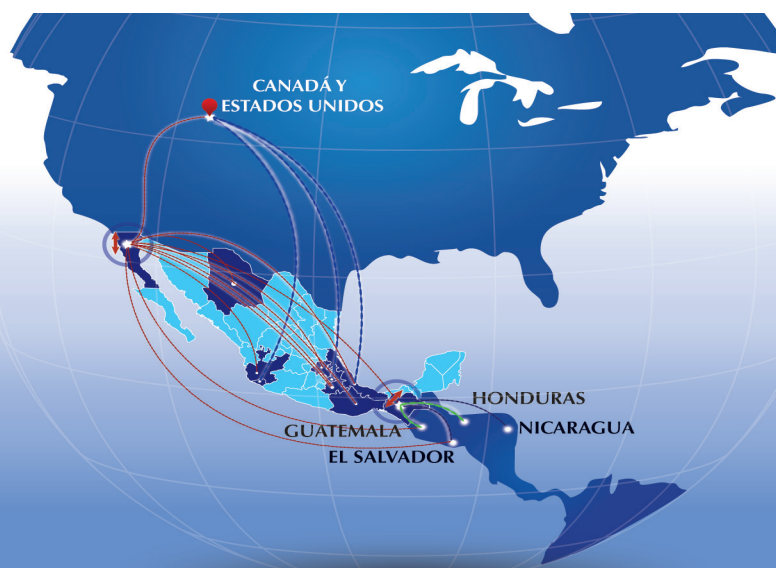 CANADÁ Y
ESTADOS UNIDOS
HONDURAS
GUATEMALA
NICARAGUA
EL SALVADOR